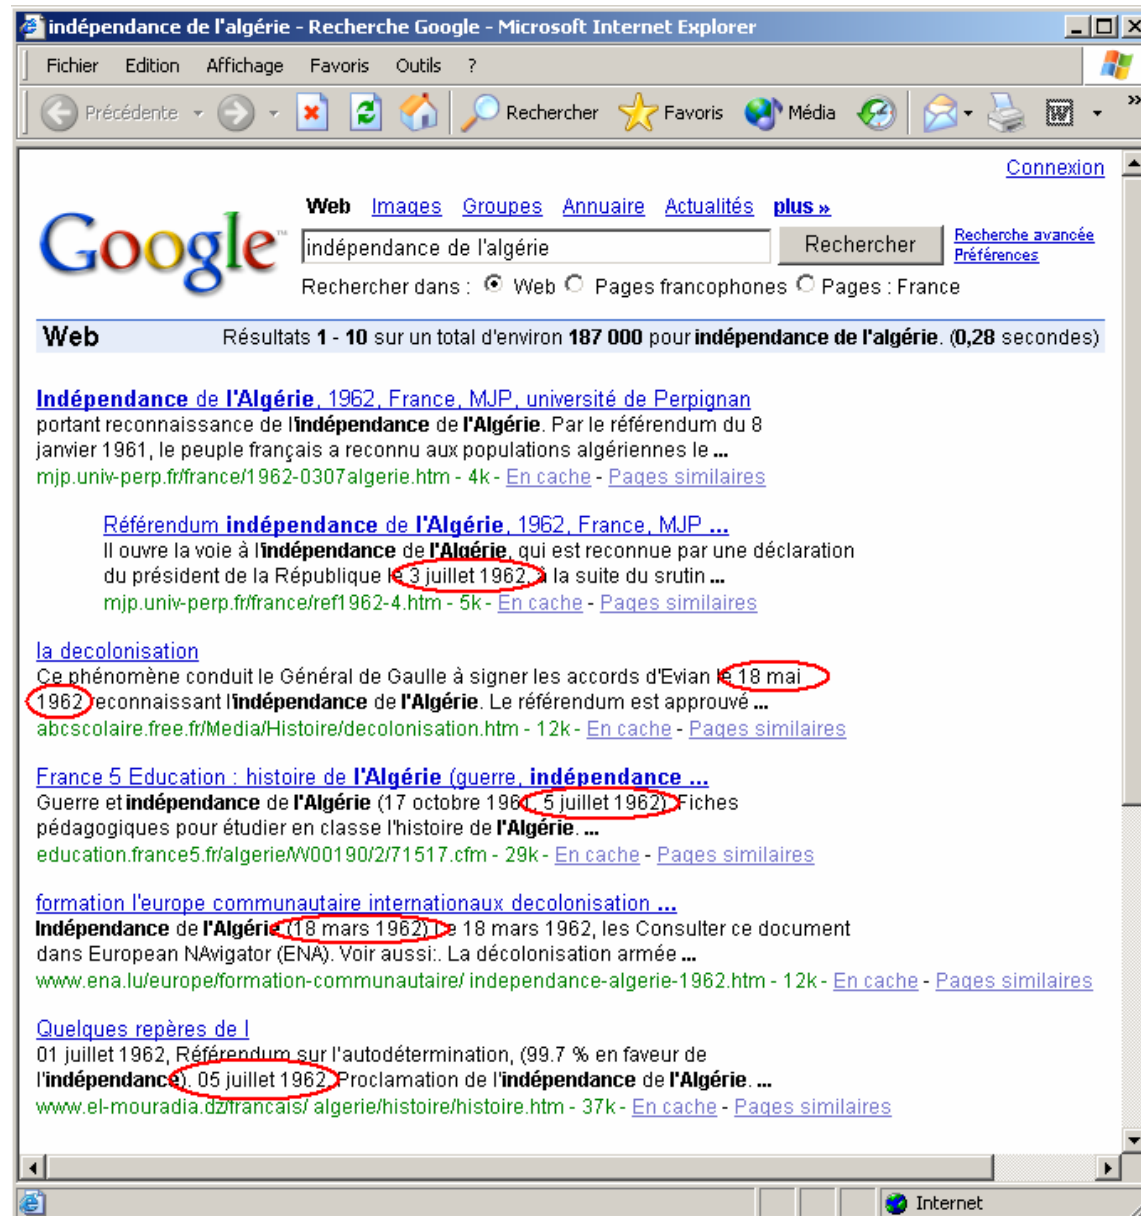 indépendance de l'algérie - Recherche Google - Microsoft Internet Explorer
Fichier Edition Affichage Favoris Outils ?
Précédente Rechercher Favoris Média »
Connexion
Web Images Groupes Annuaire Actualités plus »
Google™
indépendance de l'algérie Rechercher Recherche avancée
Préférences
Rechercher dans : Web Pages francophones Pages : France
Web Résultats 1 - 10 sur un total d'environ 187 000 pour indépendance de l'algérie. (0,28 secondes)
Indépendance de l'Algérie, 1962, France, MJP, université de Perpignan
portant reconnaissance de l'indépendance de l'Algérie. Par le référendum du 8
janvier 1961, le peuple français a reconnu aux populations algériennes le ...
mjp.univ-perp.fr/france/1962-0307algerie.htm - 4k - En cache - Pages similaires
Référendum indépendance de l'Algérie, 1962, France, MJP ...
Il ouvre la voie à l'indépendance de l'Algérie, qui est reconnue par une déclaration
du président de la République le 3 juillet 1962, à la suite du srutin ...
mjp.univ-perp.fr/france/ref1962-4.htm - 5k - En cache - Pages similaires
la decolonisation
Ce phénomène conduit le Général de Gaulle à signer les accords d'Evian le 18 mai
1962 reconnaissant l'indépendance de l'Algérie. Le référendum est approuvé ...
abcscolaire.free.fr/Media/Histoire/decolonisation.htm - 12k - En cache - Pages similaires
France 5 Education : histoire de l'Algérie (guerre, indépendance ...
Guerre et indépendance de l'Algérie (17 octobre 1961, 5 juillet 1962). Fiches
pédagogiques pour étudier en classe l'histoire de l'Algérie. ...
education.france5.fr/algerie/W00190/2/71517.cfm - 29k - En cache - Pages similaires
formation l'europe communautaire internationaux decolonisation ...
Indépendance de l'Algérie (18 mars 1962) Le 18 mars 1962, les Consulter ce document
dans European NAvigator (ENA). Voir aussi:. La décolonisation armée ...
www.ena.lu/europe/formation-communautaire/ independance-algerie-1962.htm - 12k - En cache - Pages similaires
Quelques repères de l
01 juillet 1962, Référendum sur l'autodétermination, (99.7 % en faveur de
l'indépendance). 05 juillet 1962, Proclamation de l'indépendance de l'Algérie. ...
www.el-mouradia.dz/francais/ algerie/histoire/histoire.htm - 37k - En cache - Pages similaires
Internet